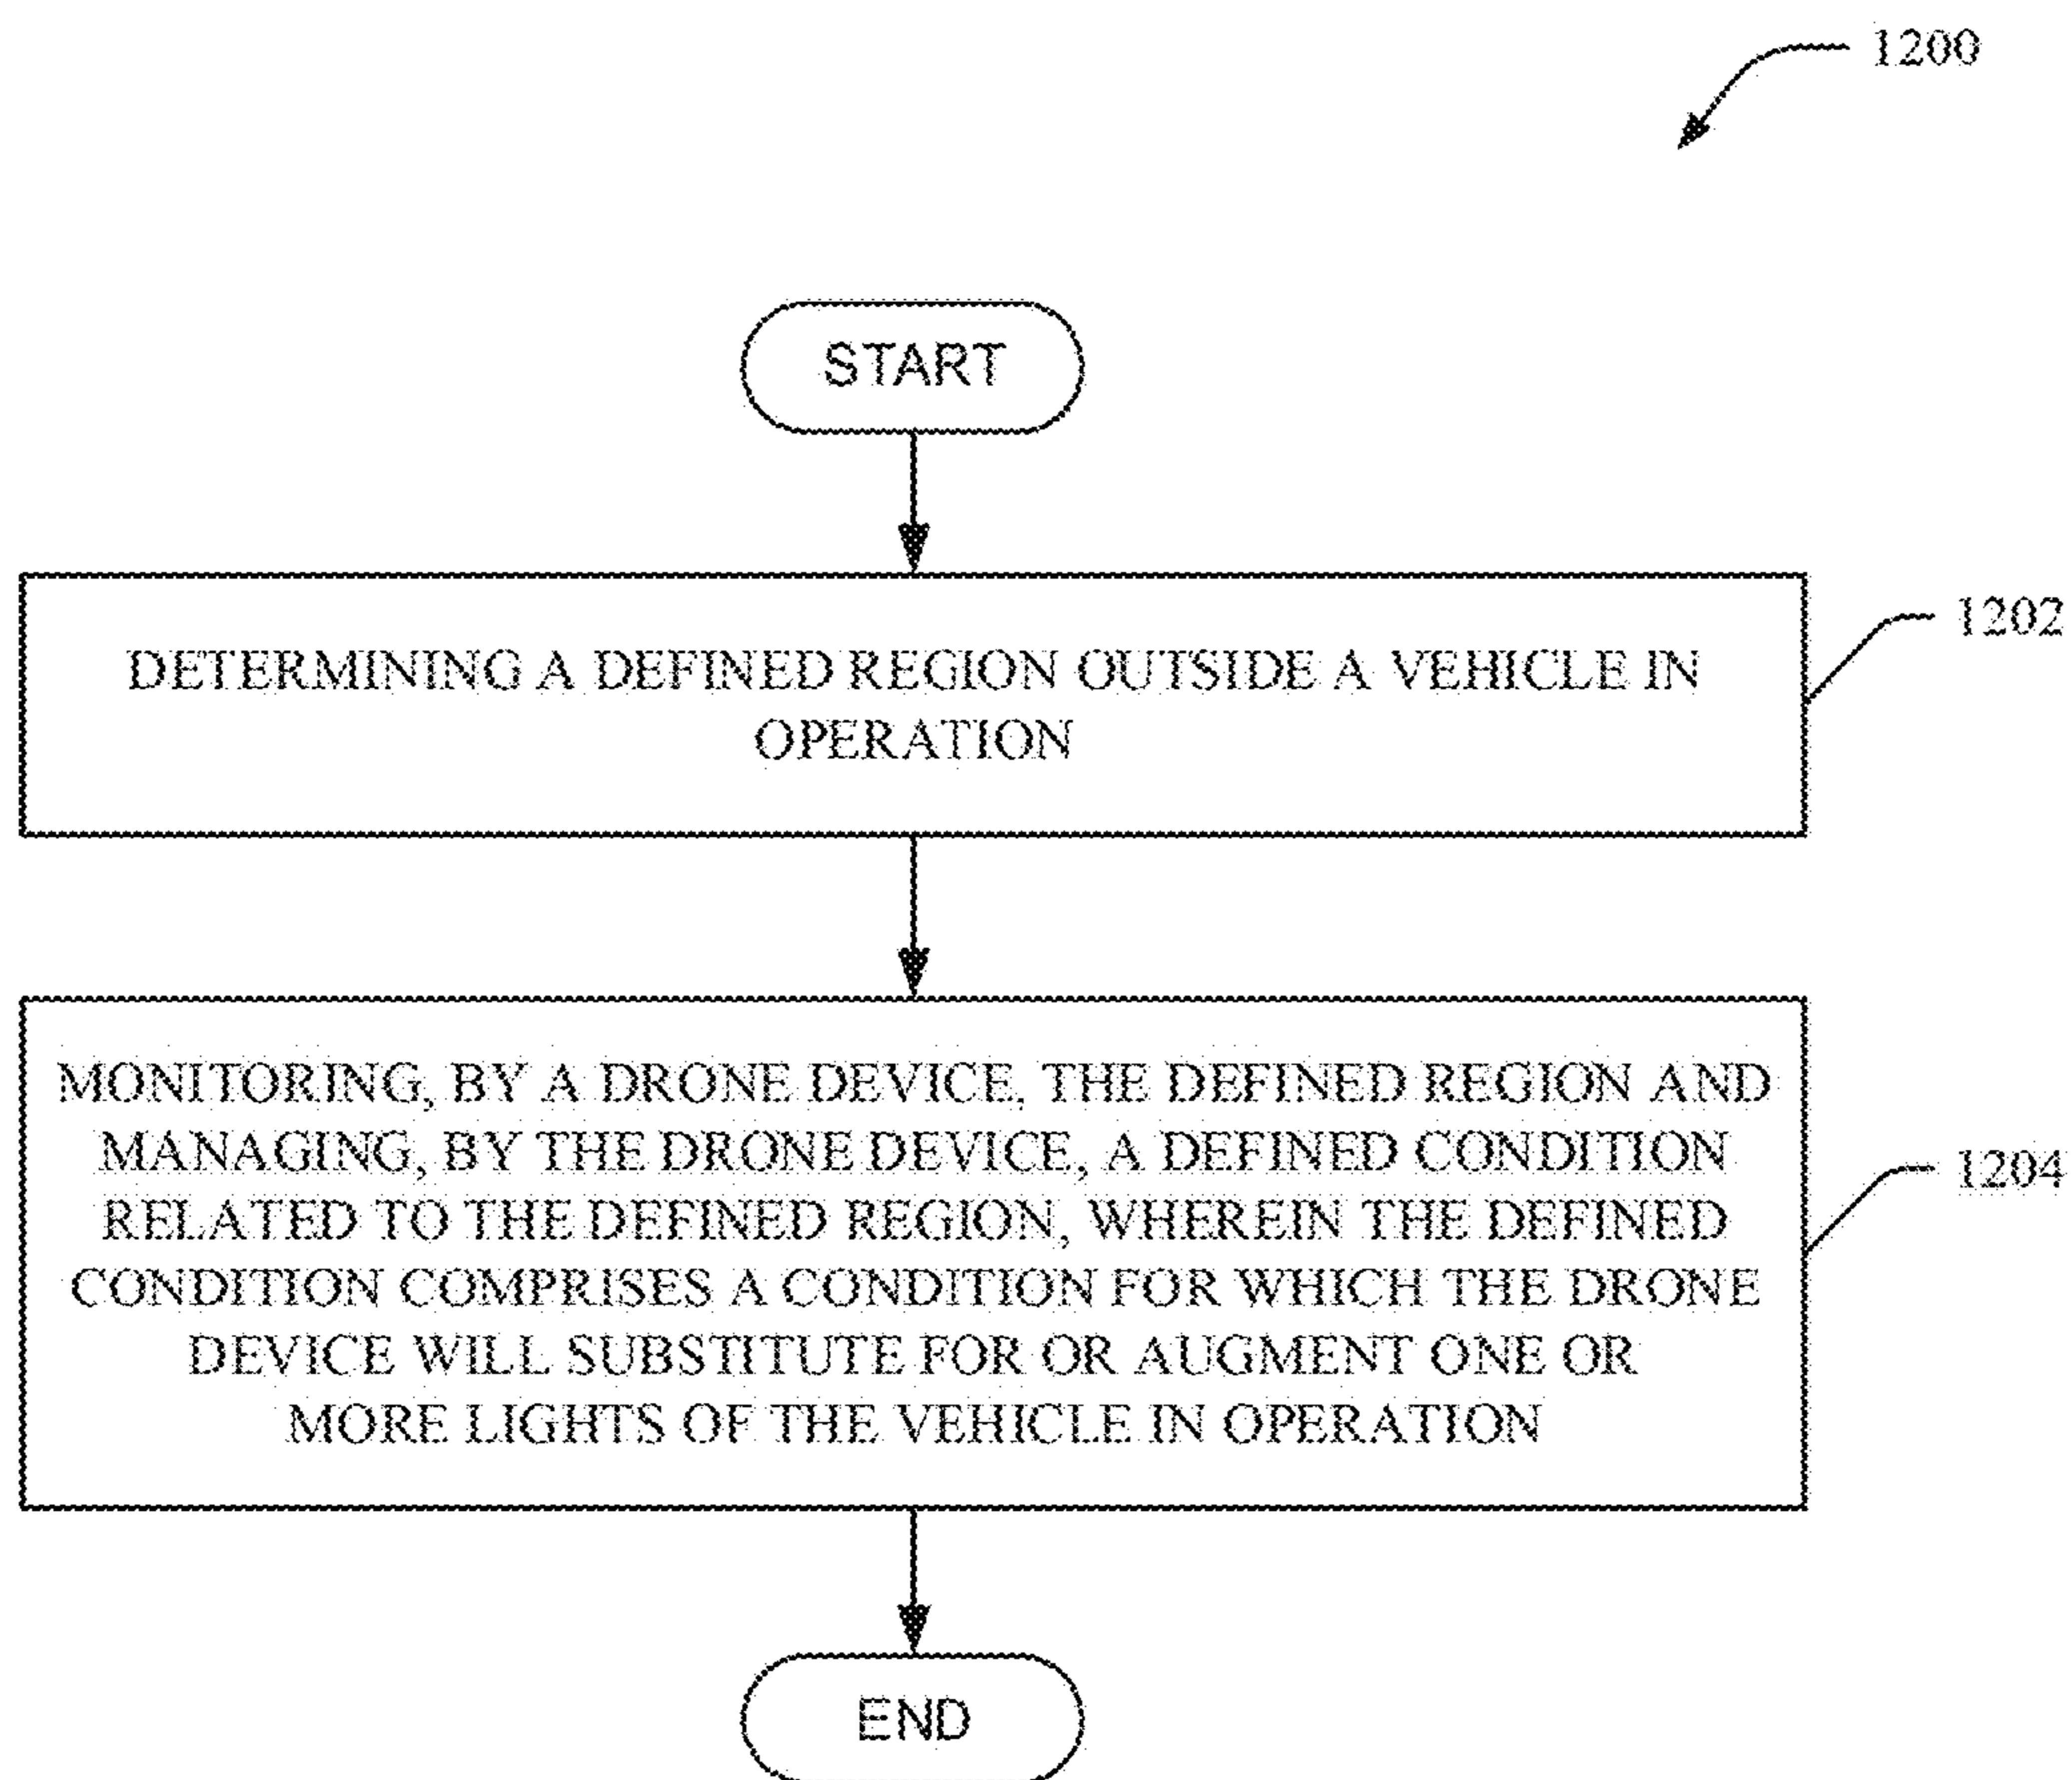 1200
START
DETERMINING A DEFINED REGION OUTSIDE A VEHICLE IN
OPERATION
1202
MONITORING, BY A DRONE DEVICE, THE DEFINED REGION AND
MANAGING, BY THE DRONE DEVICE, A DEFINED CONDITION
RELATED TO THE DEFINED REGION, WHEREIN THE DEFINED
CONDITION COMPRISES A CONDITION FOR WHICH THE DRONE
DEVICE WILL SUBSTITUTE FOR OR AUGMENT ONE OR
MORE LIGHTS OF THE VEHICLE IN OPERATION
1204
END